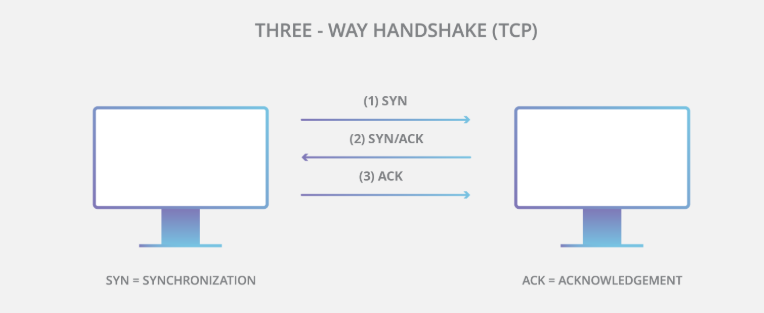 THREE - WAY HANDSHAKE (TCP)
(1) SYN
(2) SYN/ACK
(3) ACK
SYN = SYNCHRONIZATION
ACK = ACKNOWLEDGEMENT